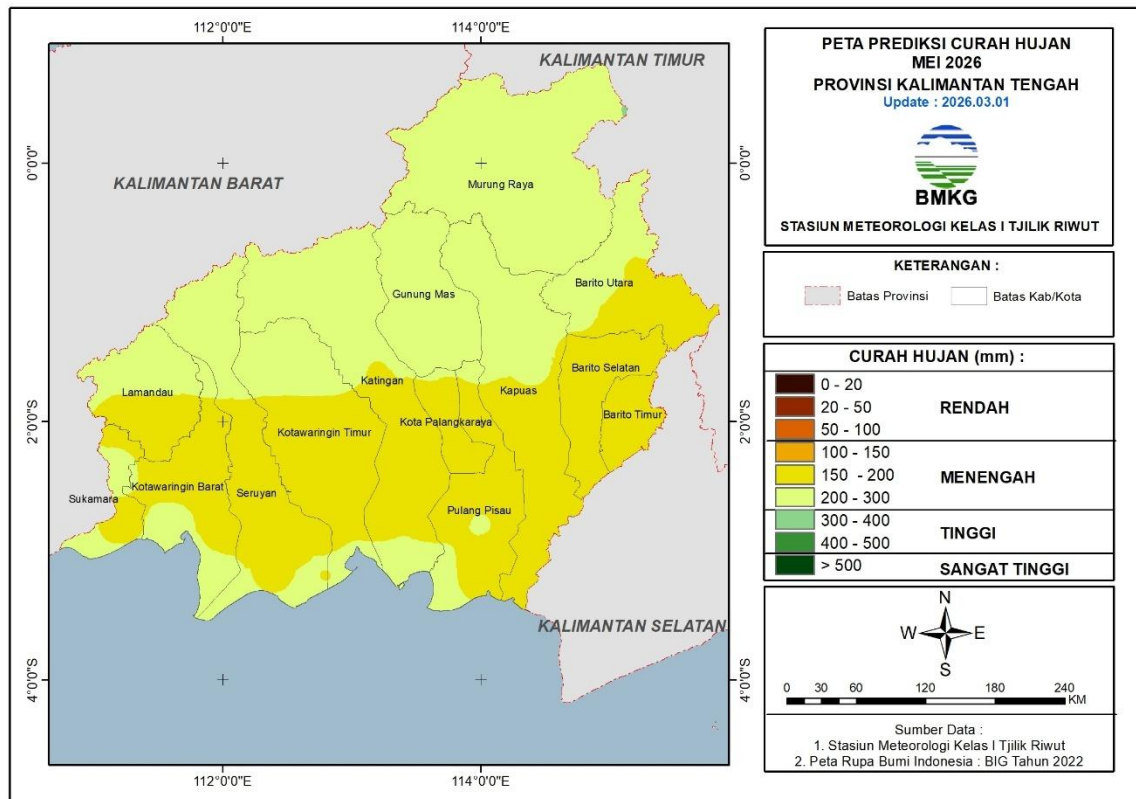 112°0'0"E
114°0'0"E
KALIMANTAN TIMUR
0°0'0"
0°0'0"
KALIMANTAN BARAT
Murung Raya
Barito Utara
Gunung Mas
Barito Selatan
Lamandau
Katingan
Kapuas
Barito Timur
2°0'0"S
2°0'0"S
Kotawaringin Timur
Kota Palangkaraya
Sukamara
Kotawaringin Barat
Seruyan
Pulang Pisau
KALIMANTAN SELATAN
4°0'0"S
4°0'0"S
112°0'0"E
114°0'0"E
PETA PREDIKSI CURAH HUJAN
MEI 2026
PROVINSI KALIMANTAN TENGAH
Update : 2026.03.01
BMKG
STASIUN METEOROLOGI KELAS I TJILIK RIWUT
KETERANGAN :
Batas Provinsi
Batas Kab/Kota
CURAH HUJAN (mm) :
0 - 20
20 - 50
RENDAH
50 - 100
100 - 150
150 - 200
MENENGAH
200 - 300
300 - 400
TINGGI
400 - 500
> 500
SANGAT TINGGI
N
W
E
S
0 30 60 120 180 240
KM
Sumber Data :
1. Stasiun Meteorologi Kelas I Tjilik Riwut
2. Peta Rupa Bumi Indonesia : BIG Tahun 2022